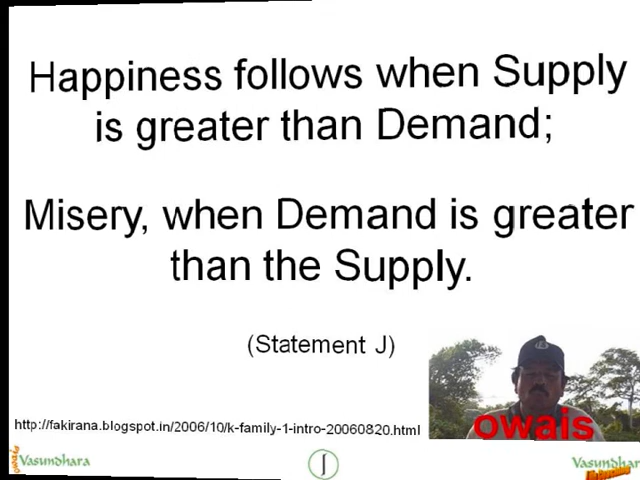 Happiness follows when Supply
is greater than Demand;
Misery, when Demand is greater
than the Supply.
(Statement J)
owais
http://fakirana.blogspot.in/2006/10/k-family-1-intro-20060820.html
Vasundhara
J
Vasundhar